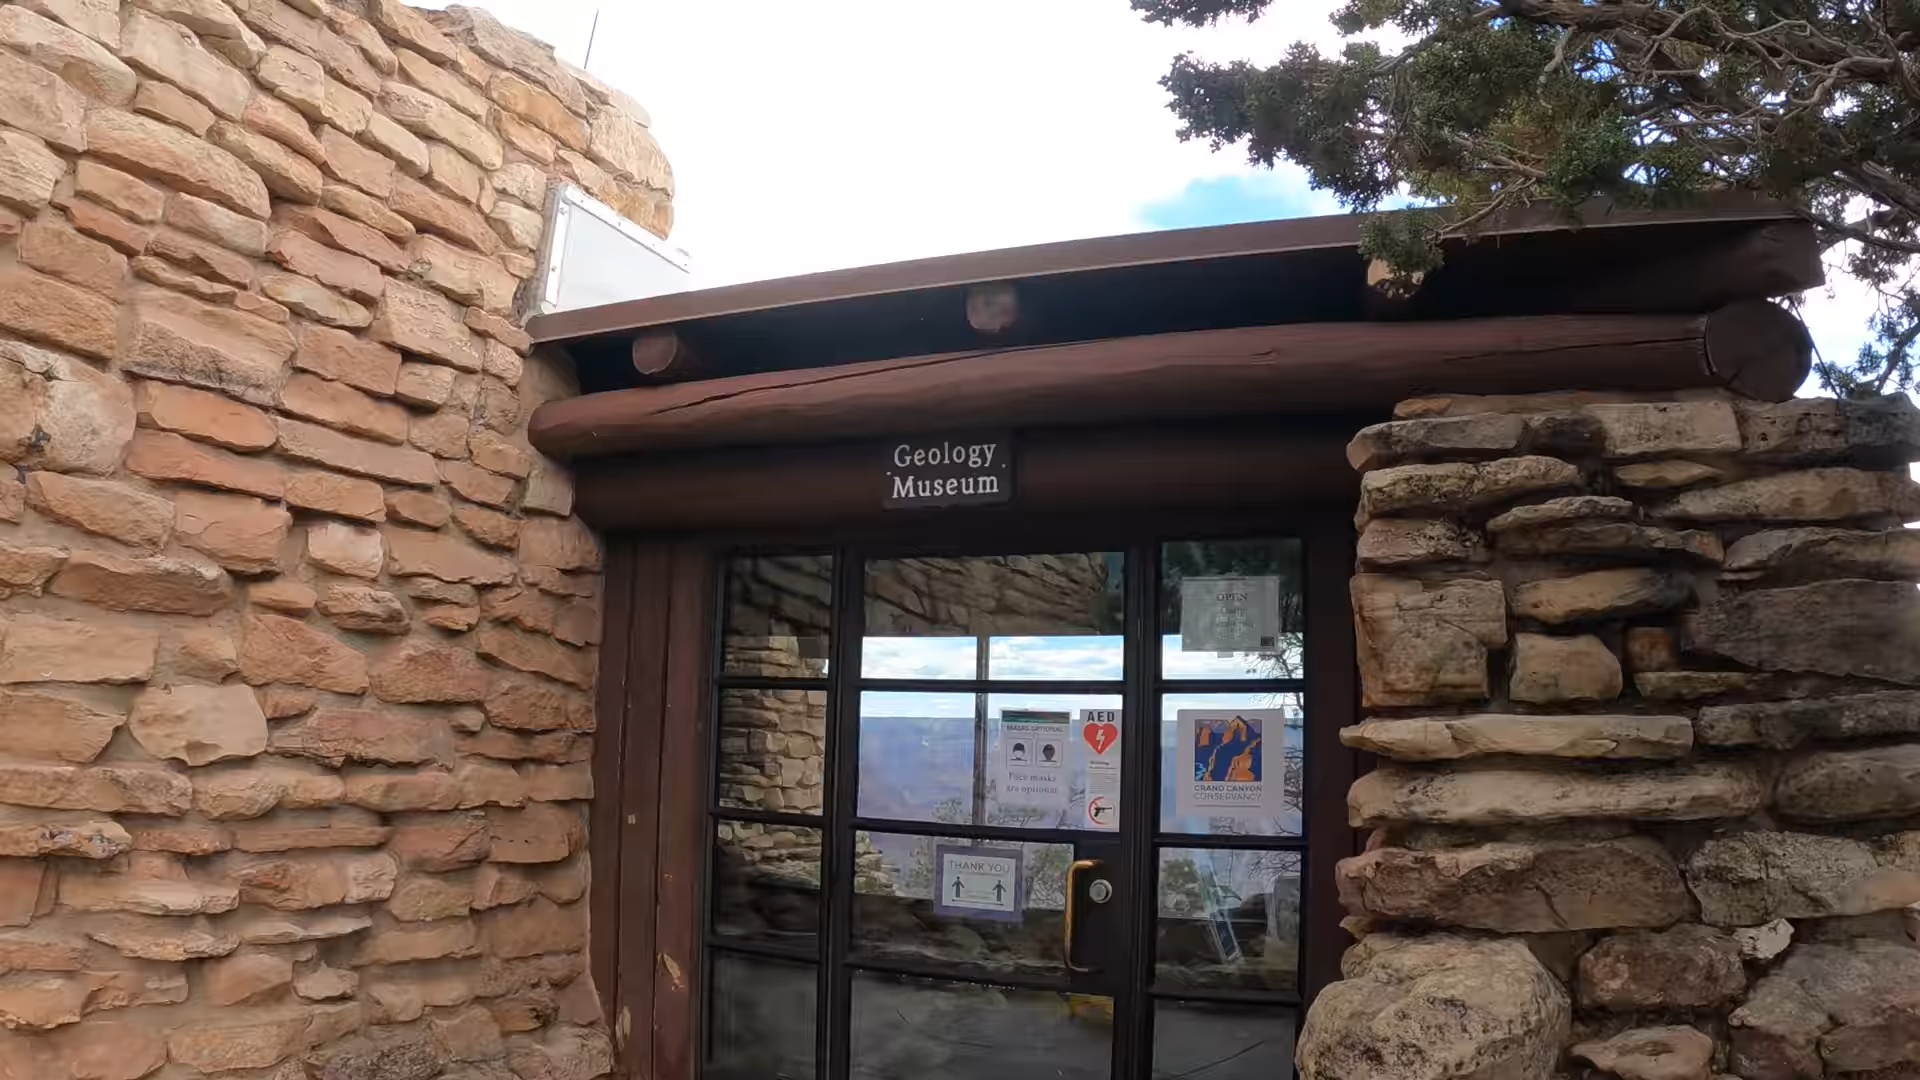 Geology
Museum
OPEN
MASKS OPTIONAL
Face masks
are optional
AED
GRAND CANYON
CONSERVANCY
THANK YOU